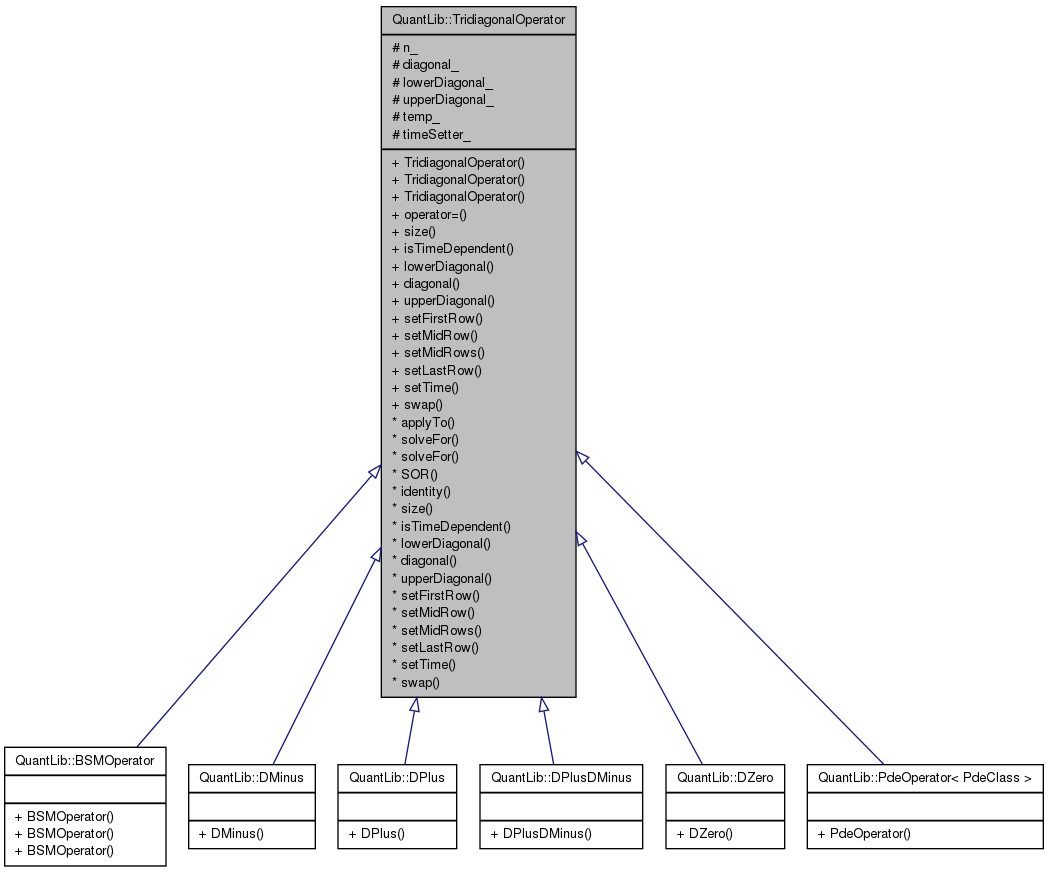 QuantLib::TridiagonalOperator
# n_
# diagonal_
# lowerDiagonal_
# upperDiagonal_
# temp_
# timeSetter_
+ TridiagonalOperator()
+ TridiagonalOperator()
+ TridiagonalOperator()
+ operator=()
+ size()
+ isTimeDependent()
+ lowerDiagonal()
+ diagonal()
+ upperDiagonal()
+ setFirstRow()
+ setMidRow()
+ setMidRows()
+ setLastRow()
+ setTime()
+ swap()
* applyTo()
* solveFor()
* solveFor()
* SOR()
* identity()
* size()
* isTimeDependent()
* lowerDiagonal()
* diagonal()
* upperDiagonal()
* setFirstRow()
* setMidRow()
* setMidRows()
* setLastRow()
* setTime()
* swap()
QuantLib::BSMOperator
+ BSMOperator()
+ BSMOperator()
+ BSMOperator()
QuantLib::DMinus
+ DMinus()
QuantLib::DPlus
+ DPlus()
QuantLib::DPlusDMinus
+ DPlusDMinus()
QuantLib::DZero
+ DZero()
QuantLib::PdeOperator< PdeClass >
+ PdeOperator()